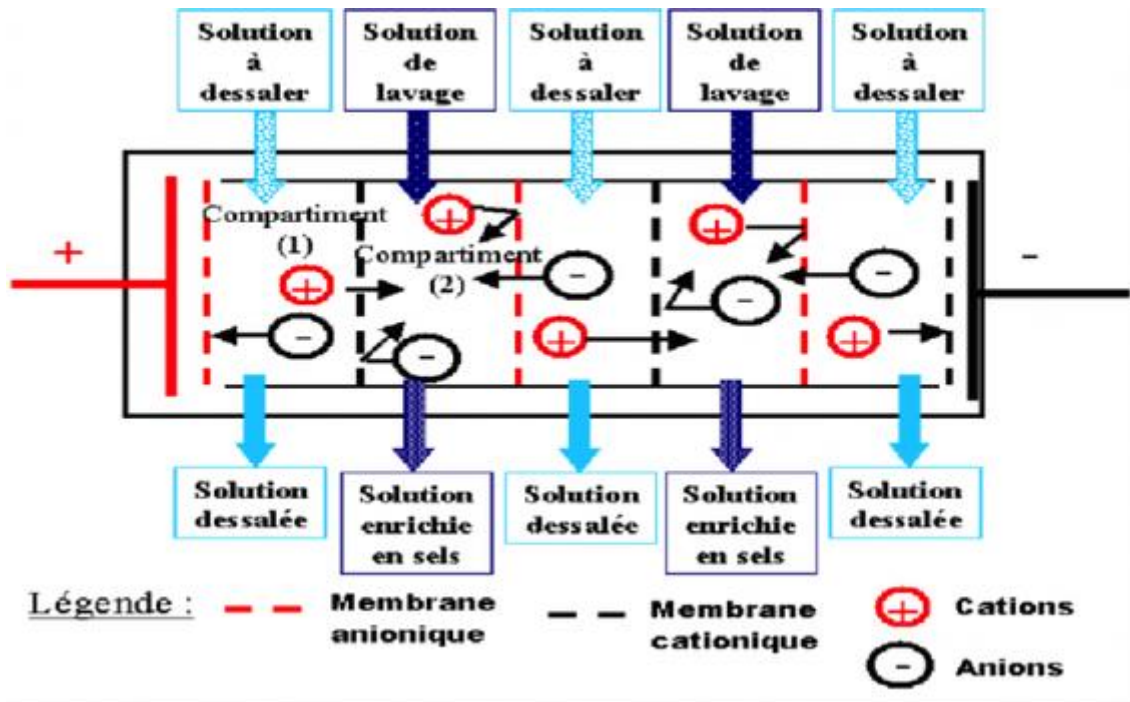 Solution
à
dessaler
Solution
de
lavage
Solution
à
dessaler
Solution
de
lavage
Solution
à
dessaler
+
Compartiment
(1)
+
-
+
Compartiment
(2)
-
-
+
+
-
-
+
-
Solution
dessalée
Solution
enrichie
en sels
Solution
dessalée
Solution
enrichie
en sels
Solution
dessalée
Légende :
Membrane
anionique
Membrane
cationique
+ Cations
- Anions